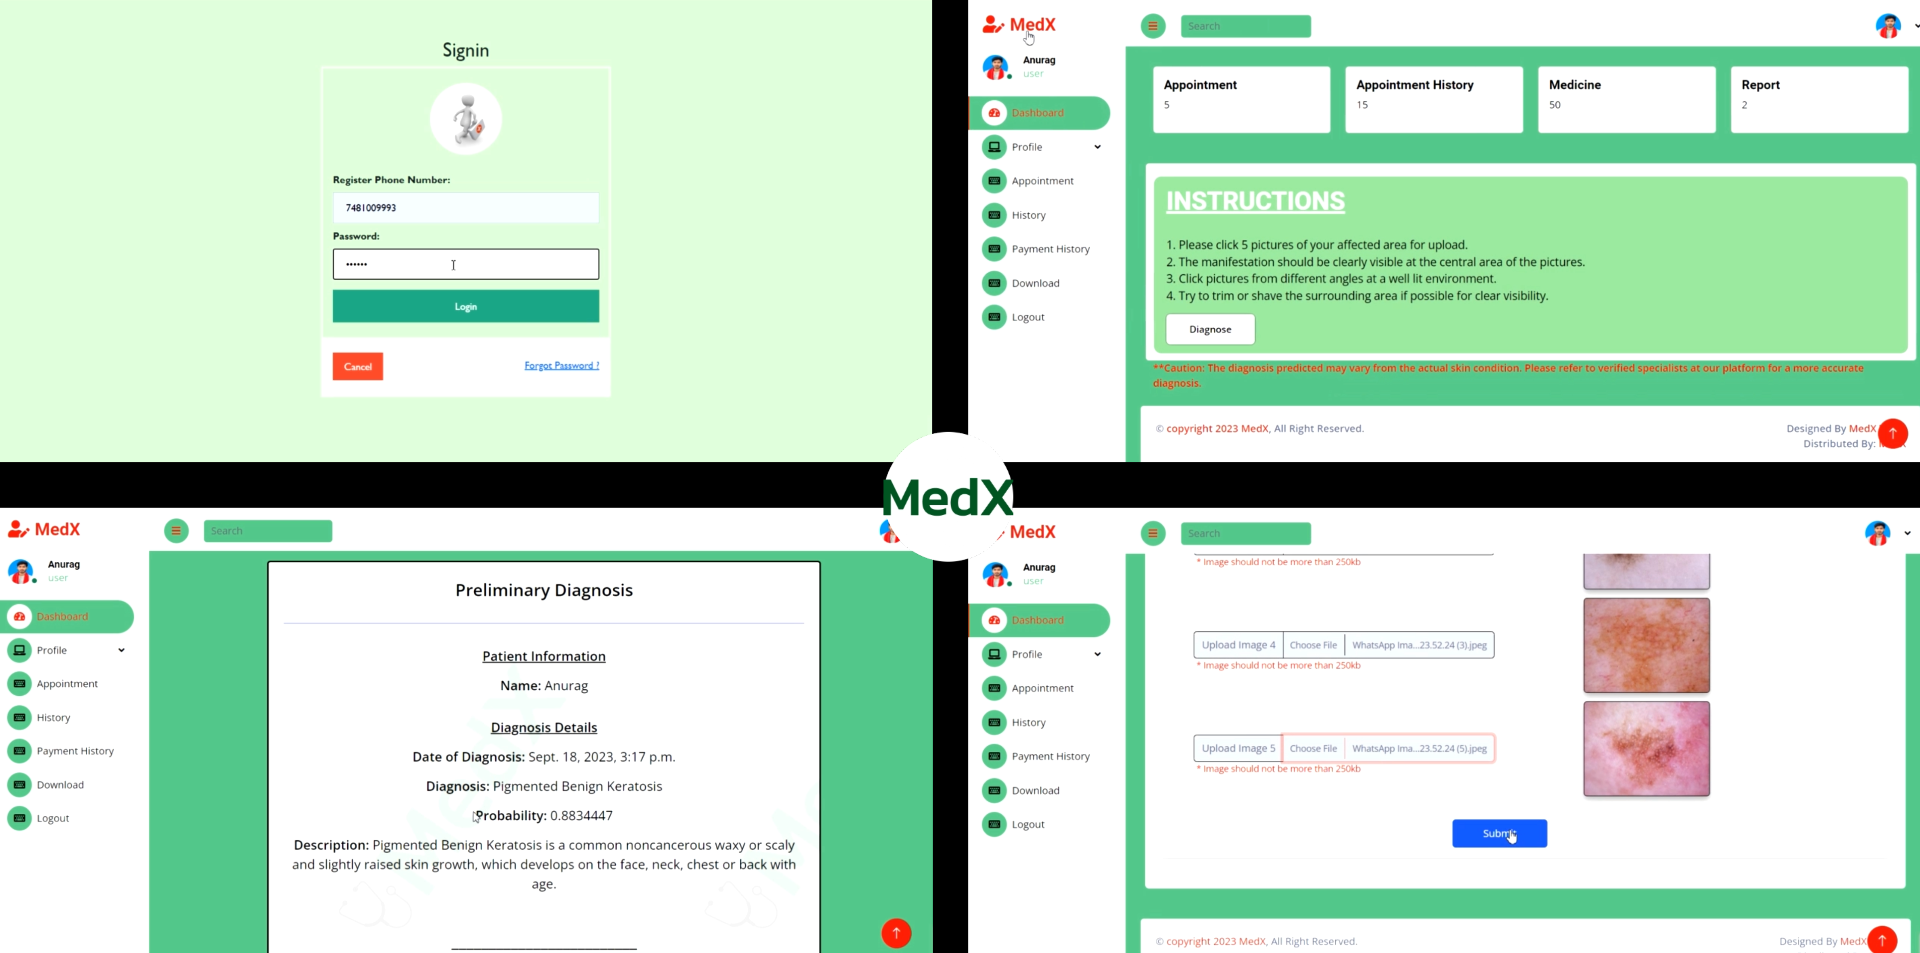 Signin
Register Phone Number:
7481009993
Password:
••••••
Login
Cancel
Forgot Password ?
MedX
Search
Anurag
user
Dashboard
Profile
Appointment
History
Payment History
Download
Logout
Appointment
5
Appointment History
15
Medicine
50
Report
2
INSTRUCTIONS
1. Please click 5 pictures of your affected area for upload.
2. The manifestation should be clearly visible at the central area of the pictures.
3. Click pictures from different angles at a well lit environment.
4. Try to trim or shave the surrounding area if possible for clear visibility.
Diagnose
**Caution: The diagnosis predicted may vary from the actual skin condition. Please refer to verified specialists at our platform for a more accurate
diagnosis.
© copyright 2023 MedX, All Right Reserved.
Designed By MedX
Distributed By:
MedX
MedX
Search
Anurag
user
Dashboard
Profile
Appointment
History
Payment History
Download
Logout
Preliminary Diagnosis
Patient Information
Name: Anurag
Diagnosis Details
Date of Diagnosis: Sept. 18, 2023, 3:17 p.m.
Diagnosis: Pigmented Benign Keratosis
Probability: 0.8834447
Description: Pigmented Benign Keratosis is a common noncancerous waxy or scaly
and slightly raised skin growth, which develops on the face, neck, chest or back with
age.
MedX
Search
Anurag
user
Dashboard
Profile
Appointment
History
Payment History
Download
Logout
* Image should not be more than 250kb
Upload Image 4 Choose File WhatsApp Ima...23.52.24 (3).jpeg
* Image should not be more than 250kb
Upload Image 5 Choose File WhatsApp Ima...23.52.24 (5).jpeg
* Image should not be more than 250kb
Submit
© copyright 2023 MedX, All Right Reserved.
Designed By MedX